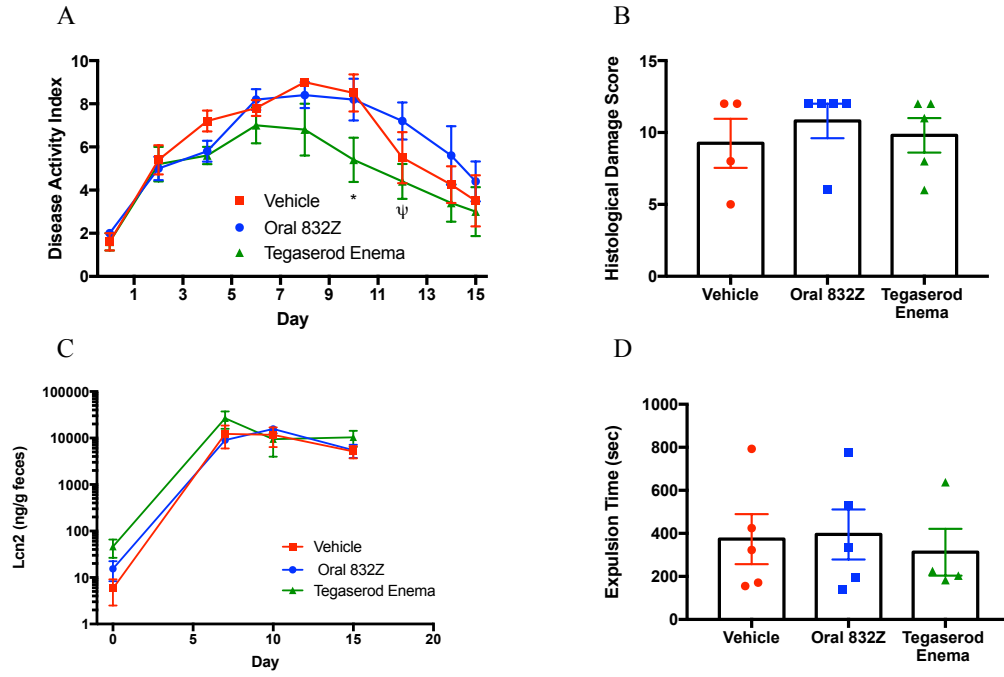 A
Disease Activity Index
10
8
6
4
2
0
*
ψ
Vehicle
Oral 832Z
Tegaserod Enema
1 3 5 7 9 11 13 15
Day
B
Histological Damage Score
15
10
5
0
Vehicle Oral 832Z Tegaserod
Enema
C
Lcn2 (ng/g feces)
100000
10000
1000
100
10
1
Vehicle
Oral 832Z
Tegaserod Enema
0 5 10 15 20
Day
D
Expulsion Time (sec)
1000
800
600
400
200
0
Vehicle Oral 832Z Tegaserod
Enema